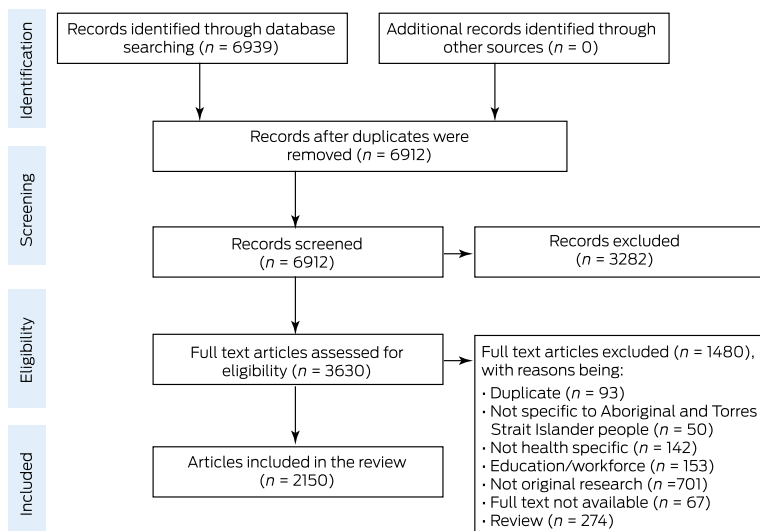 Identification
Records identified through database
searching (n = 6939)
Additional records identified through
other sources (n = 0)
Records after duplicates were
removed (n = 6912)
Screening
Records screened
(n = 6912)
Records excluded
(n = 3282)
Eligibility
Full text articles assessed for
eligibility (n = 3630)
Full text articles excluded (n = 1480),
with reasons being:
· Duplicate (n = 93)
· Not specific to Aboriginal and Torres
Strait Islander people (n = 50)
· Not health specific (n = 142)
· Education/workforce (n = 153)
· Not original research (n =701)
· Full text not available (n = 67)
· Review (n = 274)
Included
Articles included in the review
(n = 2150)